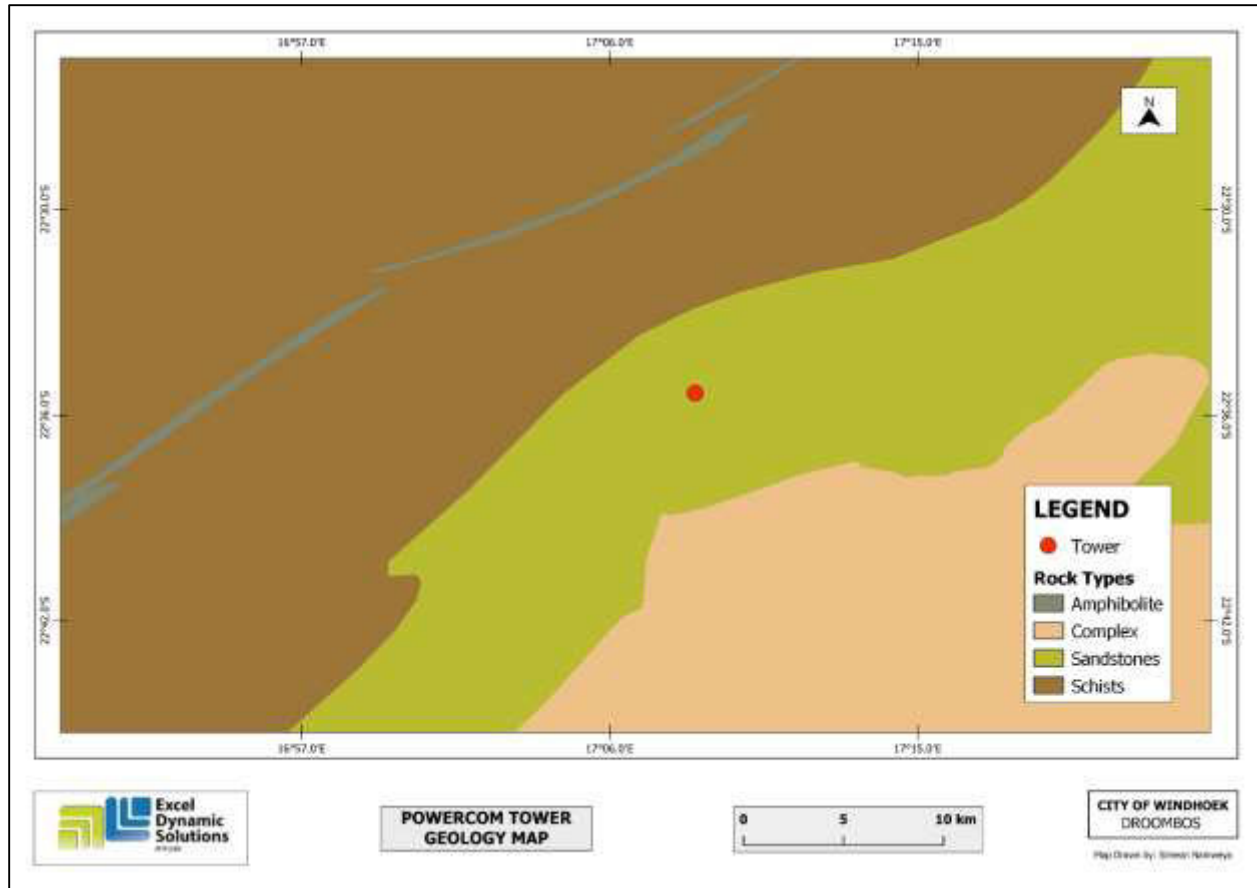 16°57.0'E 17°06.0'E 17°15.0'E
N
22°30.0'S 22°30.0'S
22°36.0'S 22°36.0'S
22°42.0'S 22°42.0'S
LEGEND
Tower
Rock Types
Amphibolite
Complex
Sandstones
Schists
16°57.0'E 17°06.0'E 17°15.0'E
Excel
Dynamic
Solutions
POWERCOM TOWER
GEOLOGY MAP
0 5 10 km
CITY OF WINDHOEK
DROOMBOS
Map Drawn by: